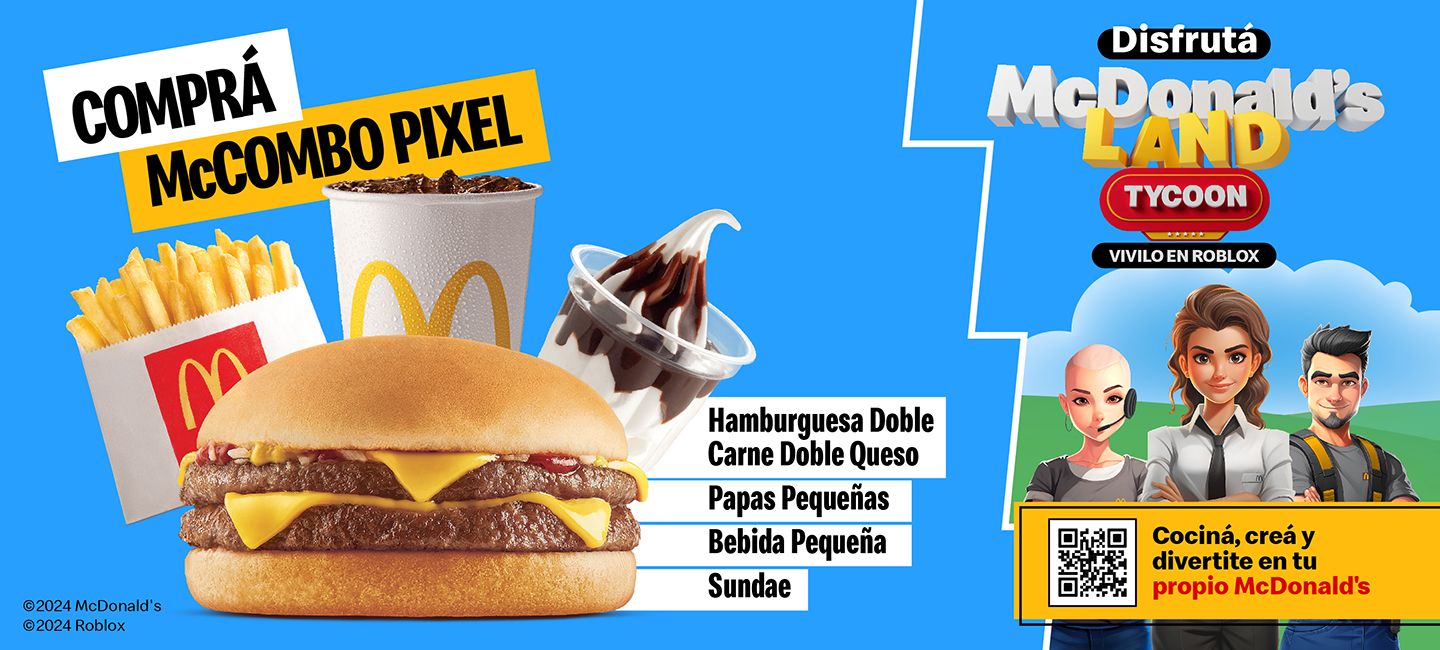 COMPRÁ
McCOMBO PIXEL
Hamburguesa Doble
Carne Doble Queso
Papas Pequeñas
Bebida Pequeña
Sundae
©2024 McDonald's
©2024 Roblox
Disfrutá
McDonald's
LAND
TYCOON
VIVILO EN ROBLOX
Cociná, creá y
divertite en tu
propio McDonald's